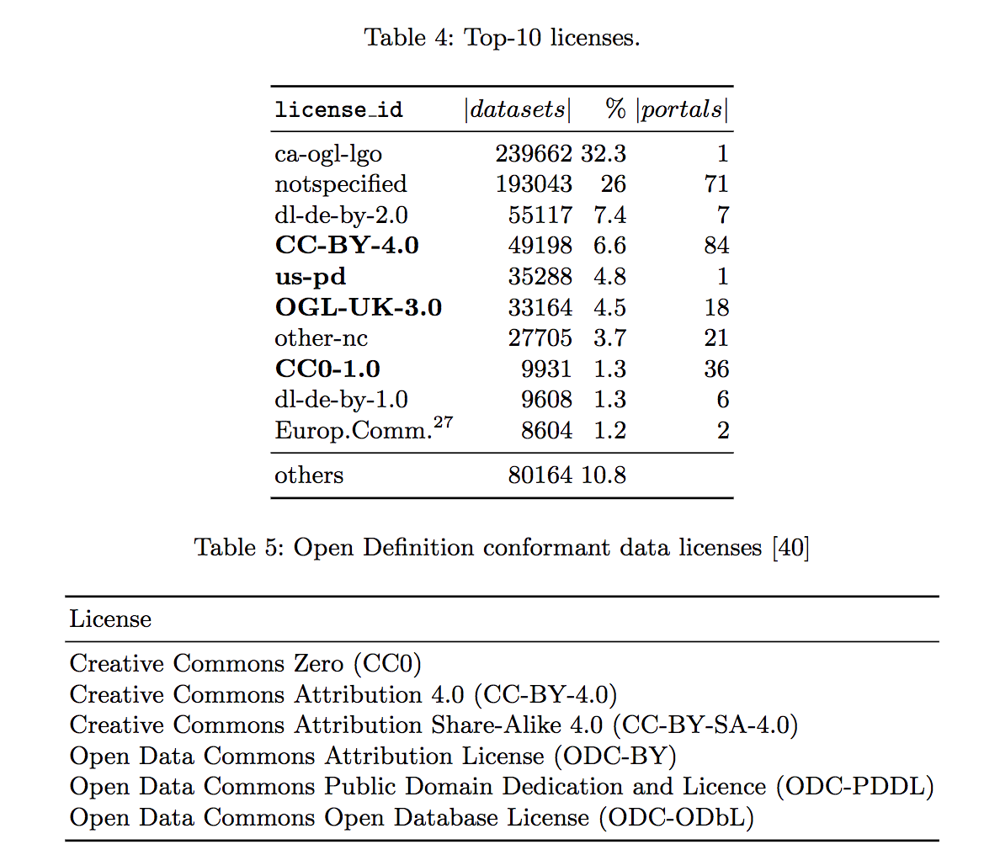 Table 4: Top-10 licenses.
license_id |datasets| % |portals|
ca-ogl-lgo 239662 32.3 1
notspecified 193043 26 71
dl-de-by-2.0 55117 7.4 7
CC-BY-4.0 49198 6.6 84
us-pd 35288 4.8 1
OGL-UK-3.0 33164 4.5 18
other-nc 27705 3.7 21
CC0-1.0 9931 1.3 36
dl-de-by-1.0 9608 1.3 6
Europ.Comm.27 8604 1.2 2
others 80164 10.8
Table 5: Open Definition conformant data licenses [40]
License
Creative Commons Zero (CC0)
Creative Commons Attribution 4.0 (CC-BY-4.0)
Creative Commons Attribution Share-Alike 4.0 (CC-BY-SA-4.0)
Open Data Commons Attribution License (ODC-BY)
Open Data Commons Public Domain Dedication and Licence (ODC-PDDL)
Open Data Commons Open Database License (ODC-ODbL)